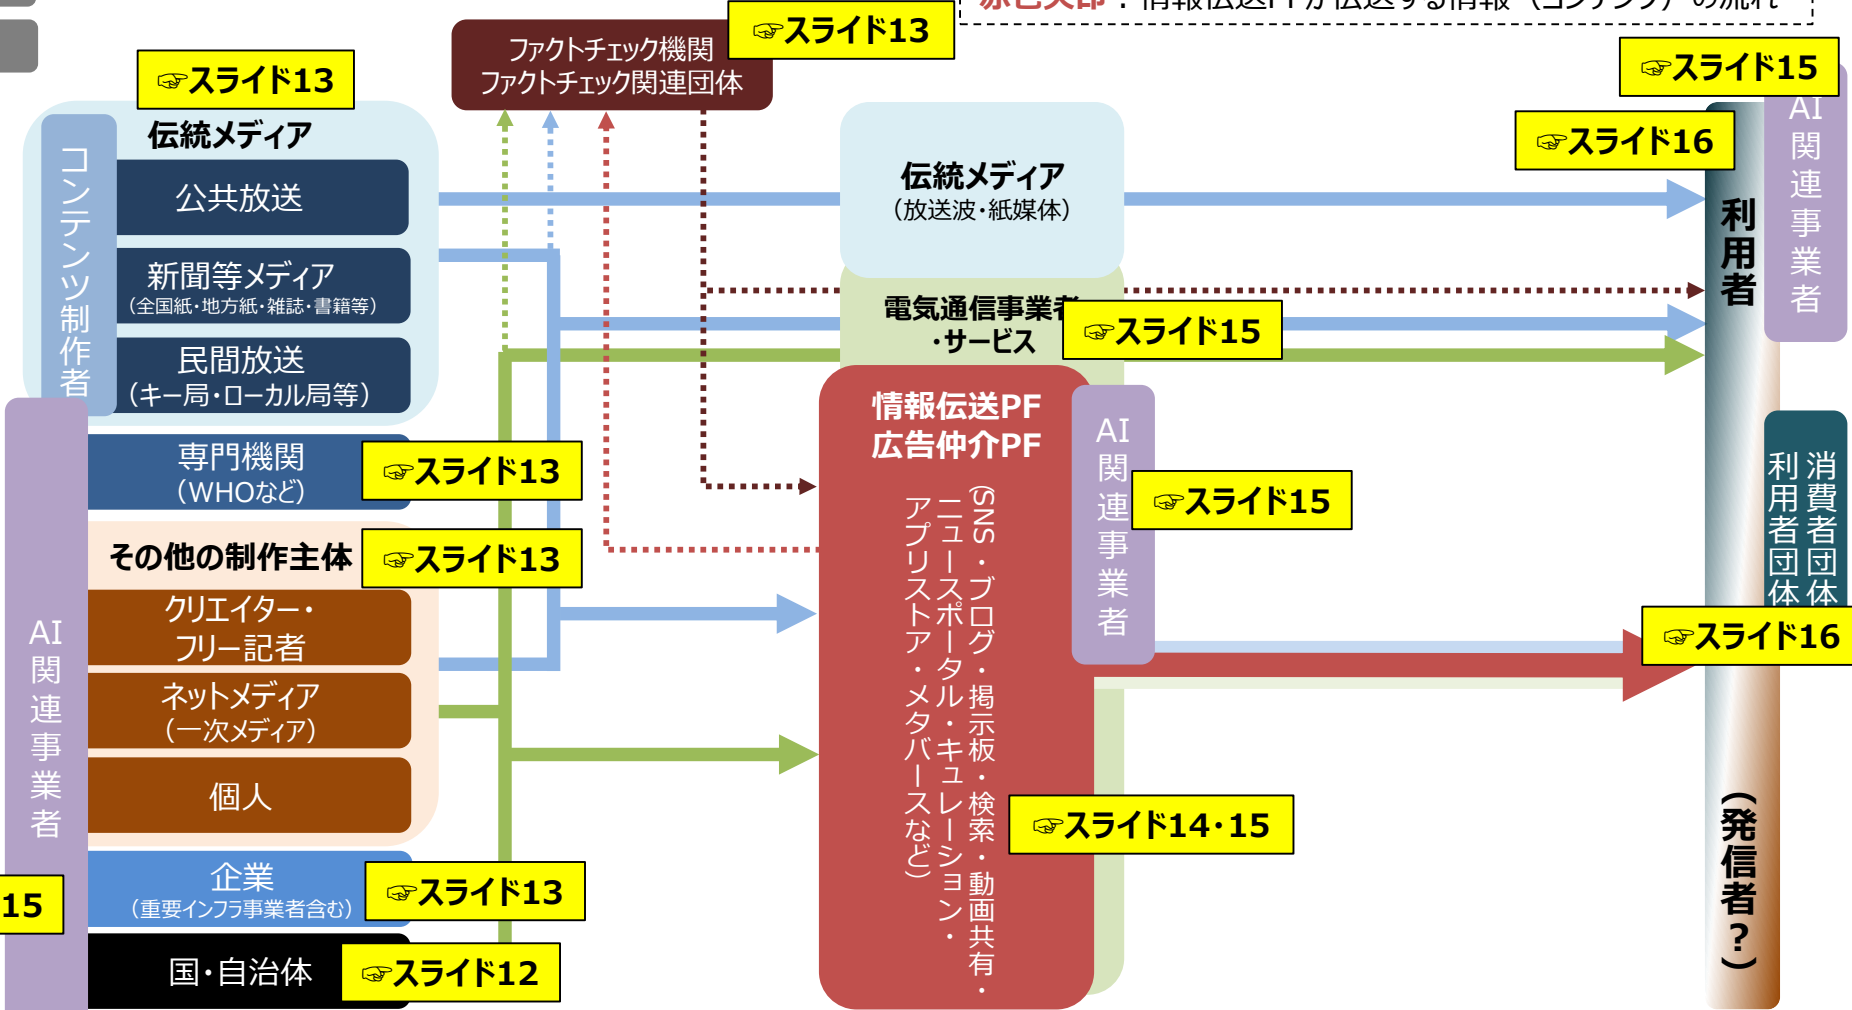 赤色矢印：情報伝送PFが伝送する情報（コンテンツ）の流れ
ファクトチェック機関
ファクトチェック関連団体
☞スライド13
☞スライド13
伝統メディア
コンテンツ制作者
公共放送
新聞等メディア
（全国紙・地方紙・雑誌・書籍等）
民間放送
（キー局・ローカル局等）
専門機関
（WHOなど）
☞スライド13
その他の制作主体
☞スライド13
クリエイター・
フリー記者
ネットメディア
（一次メディア）
個人
企業
（重要インフラ事業者含む）
☞スライド13
国・自治体
☞スライド12
AI関連事業者
15
伝統メディア
（放送波・紙媒体）
電気通信事業者
・サービス
☞スライド15
情報伝送PF
広告仲介PF
（SNS・ブログ・掲示板・検索・動画共有・
ニュースポータル・キュレーション・
アプリストア・メタバースなど）
AI関連事業者
☞スライド15
☞スライド14・15
☞スライド15
AI関連事業者
☞スライド16
利用者
消費者団体
利用者団体
☞スライド16
（発信者？）